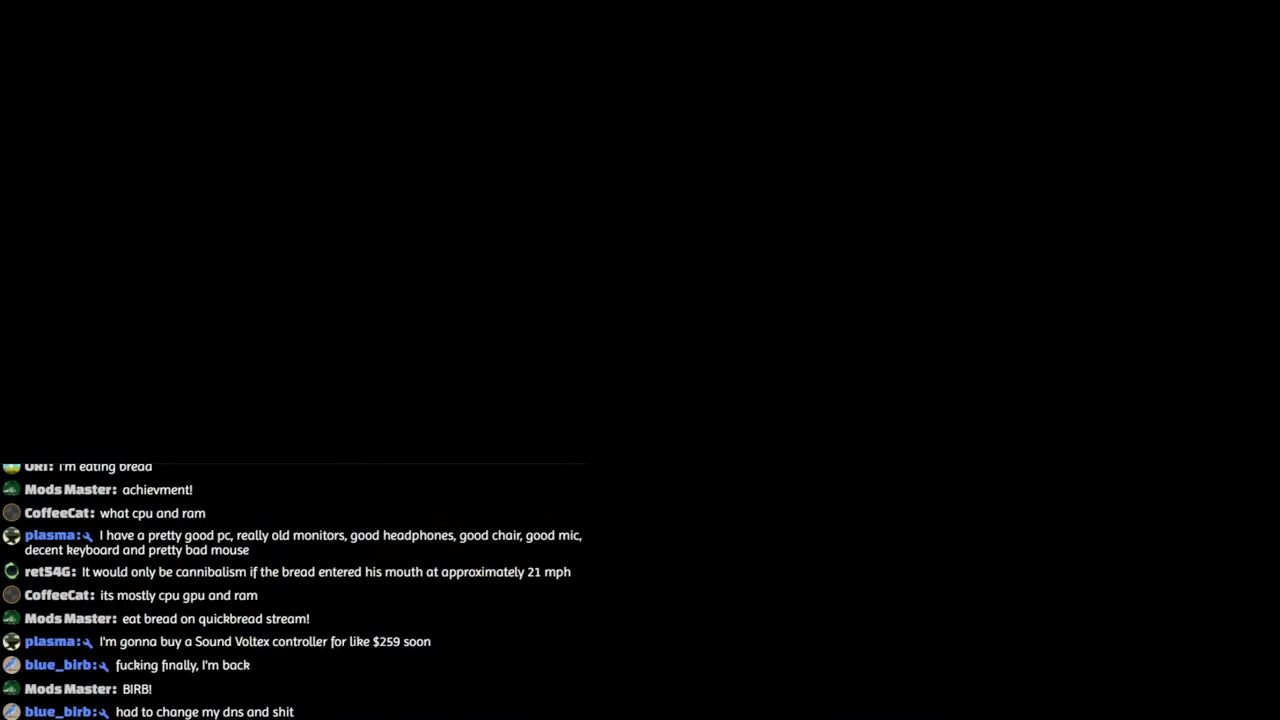 URI: I'm eating bread
Mods Master: achievment!
CoffeeCat: what cpu and ram
plasma: I have a pretty good pc, really old monitors, good headphones, good chair, good mic,
decent keyboard and pretty bad mouse
ret54G: It would only be cannibalism if the bread entered his mouth at approximately 21 mph
CoffeeCat: its mostly cpu gpu and ram
Mods Master: eat bread on quickbread stream!
plasma: I'm gonna buy a Sound Voltex controller for like $259 soon
blue_birb: fucking finally, I'm back
Mods Master: BIRB!
blue_birb: had to change my dns and shit